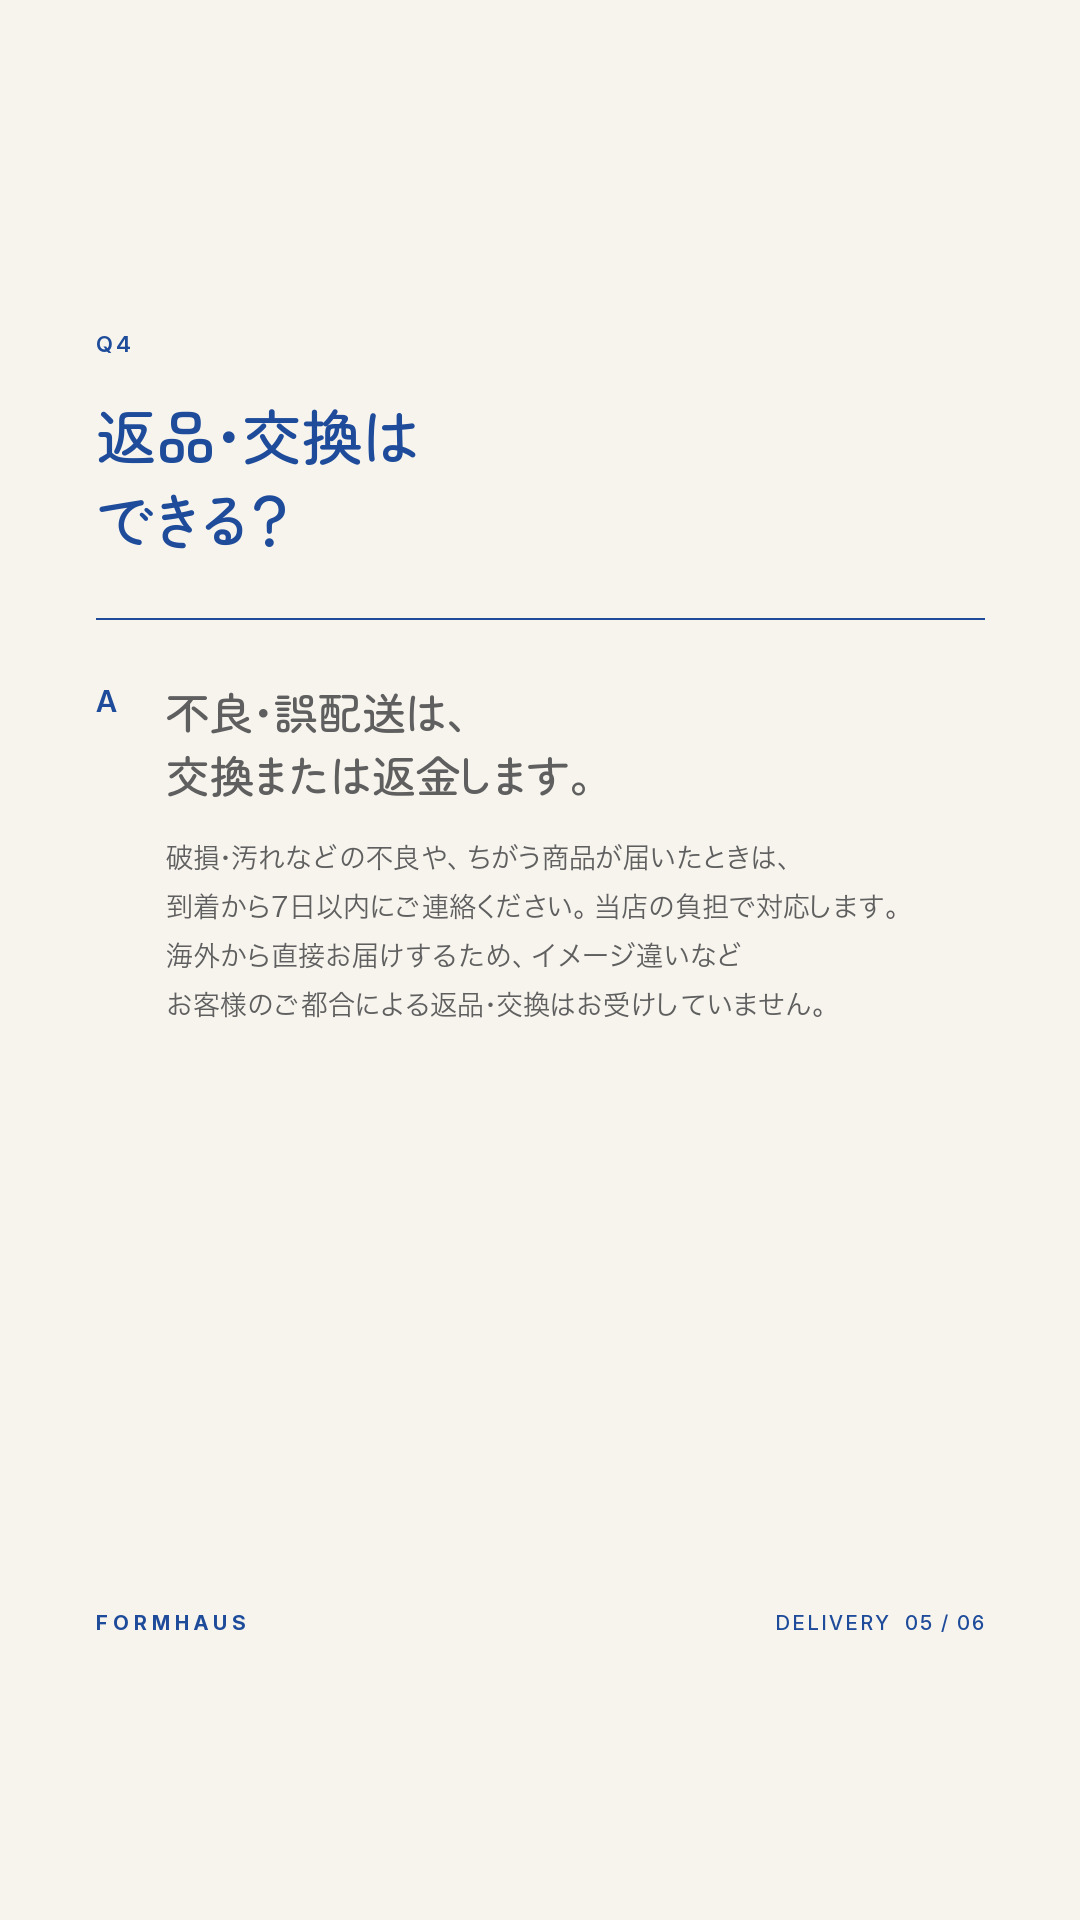 Q4
返品・交換は
できる？
A
不良・誤配送は、
交換または返金します。
破損・汚れなどの不良や、ちがう商品が届いたときは、
到着から7日以内にご連絡ください。当店の負担で対応します。
海外から直接お届けするため、イメージ違いなど
お客様のご都合による返品・交換はお受けしていません。
FORMHAUS
DELIVERY 05 / 06